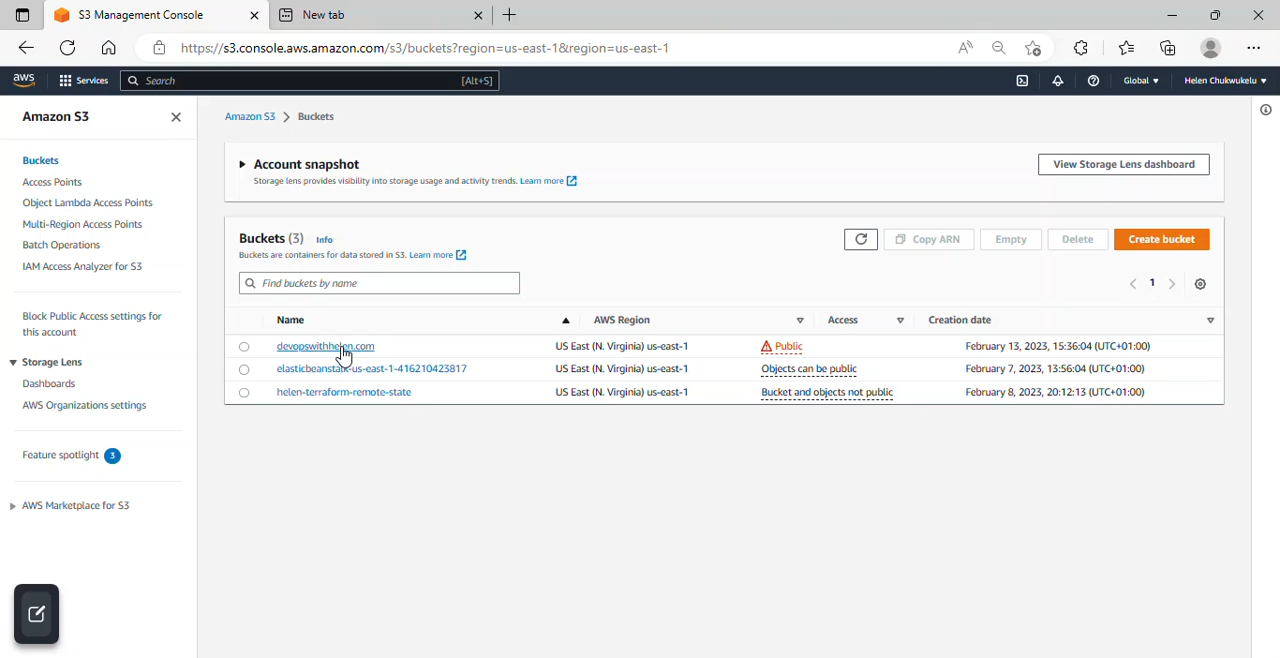 S3 Management Console
New tab
https://s3.console.aws.amazon.com/s3/buckets?region=us-east-1&region=us-east-1
aws
Services
Search
[Alt+S]
Global
Helen Chukwukelu
Amazon S3
Buckets
Access Points
Object Lambda Access Points
Multi-Region Access Points
Batch Operations
IAM Access Analyzer for S3
Block Public Access settings for
this account
Storage Lens
Dashboards
AWS Organizations settings
Feature spotlight 3
AWS Marketplace for S3
Amazon S3 > Buckets
Account snapshot
Storage lens provides visibility into storage usage and activity trends. Learn more
View Storage Lens dashboard
Buckets (3) Info
Buckets are containers for data stored in S3. Learn more
Copy ARN
Empty
Delete
Create bucket
Find buckets by name
1
Name AWS Region Access Creation date
devopswithhelen.com US East (N. Virginia) us-east-1 Public February 13, 2023, 15:36:04 (UTC+01:00)
elasticbeanstalk-us-east-1-416210423817 US East (N. Virginia) us-east-1 Objects can be public February 7, 2023, 13:56:04 (UTC+01:00)
helen-terraform-remote-state US East (N. Virginia) us-east-1 Bucket and objects not public February 8, 2023, 20:12:13 (UTC+01:00)